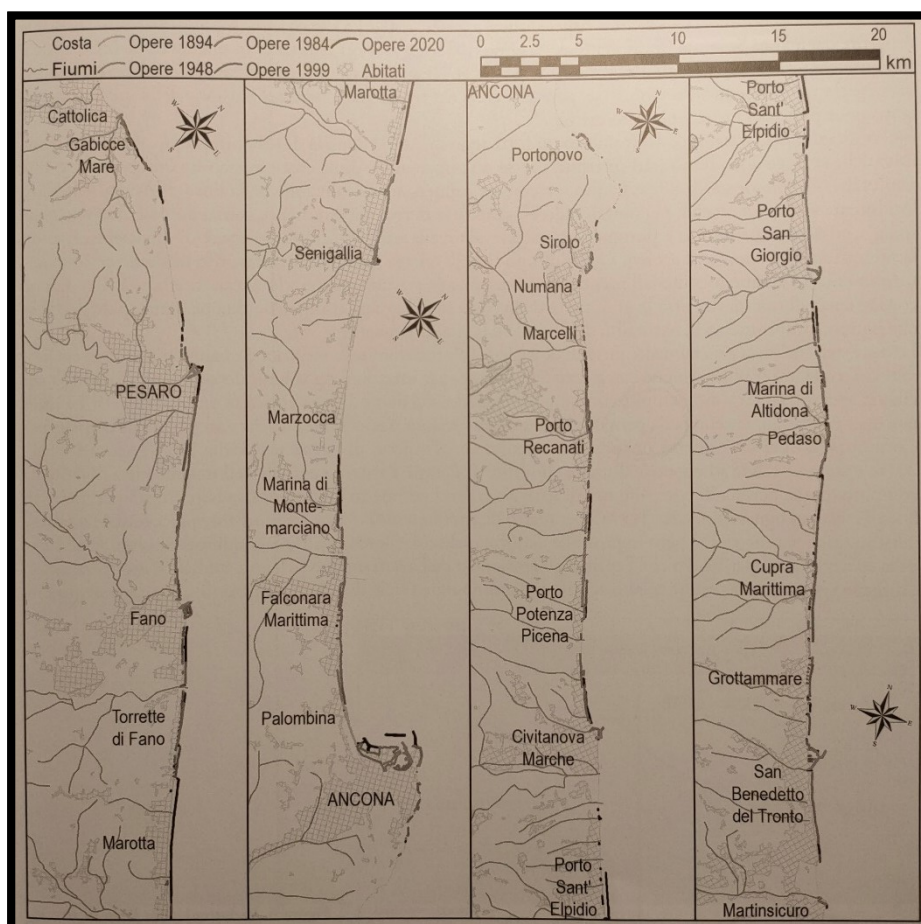 Costa
Opere 1894
Opere 1984
Opere 2020
Fiumi
Opere 1948
Opere 1999
Abitati
0 2.5 5 10 15 20
km
Cattolica
Gabicce
Mare
PESARO
Fano
Torrette
di Fano
Marotta
Marotta
Senigallia
Marzocca
Marina di
Monte-
marciano
Falconara
Marittima
Palombina
ANCONA
ANCONA
Portonovo
Sirolo
Numana
Marcelli
Porto
Recanati
Porto
Potenza
Picena
Civitanova
Marche
Porto
Sant'
Elpidio
Porto
Sant'
Elpidio
Porto
San
Giorgio
Marina di
Altidona
Pedaso
Cupra
Marittima
Grottammare
San
Benedetto
del Tronto
Martinsicuro